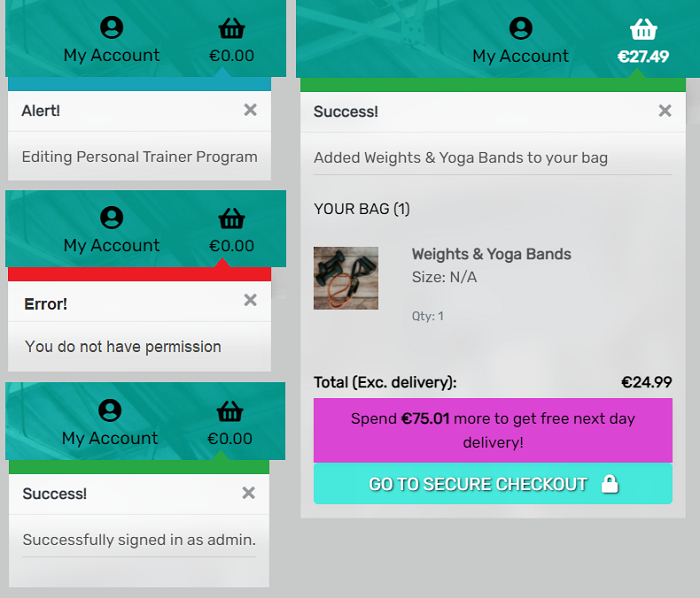 My Account
€0.00
Alert!
×
Editing Personal Trainer Program
My Account
€0.00
Error!
×
You do not have permission
My Account
€0.00
Success!
×
Successfully signed in as admin.
My Account
€27.49
Success!
×
Added Weights & Yoga Bands to your bag
YOUR BAG (1)
Weights & Yoga Bands
Size: N/A
Qty: 1
Total (Exc. delivery): €24.99
Spend €75.01 more to get free next day
delivery!
GO TO SECURE CHECKOUT